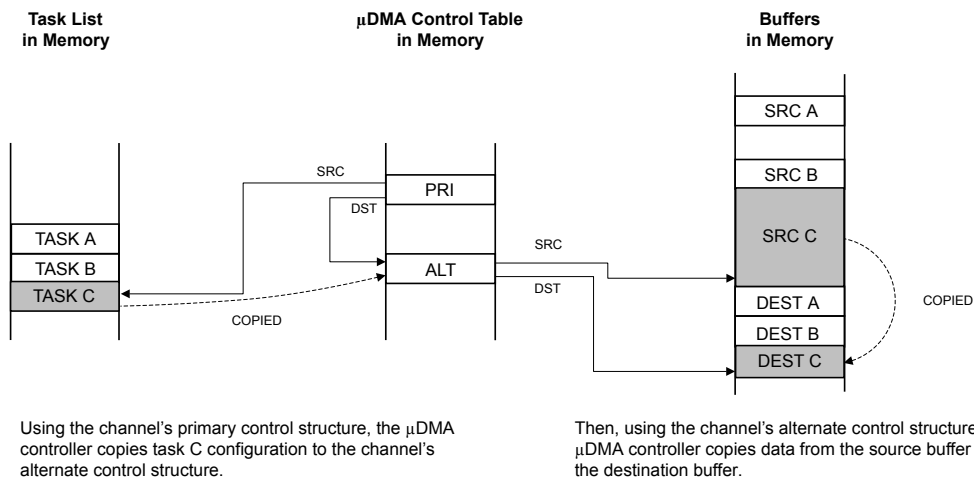 Task List
in Memory
µDMA Control Table
in Memory
Buffers
in Memory
SRC A
SRC B
SRC C
DEST A
DEST B
DEST C
SRC
PRI
DST
ALT
SRC
DST
TASK A
TASK B
TASK C
COPIED
COPIED
Using the channel's primary control structure, the µDMA
controller copies task C configuration to the channel's
alternate control structure.
Then, using the channel's alternate control structure
µDMA controller copies data from the source buffer
the destination buffer.